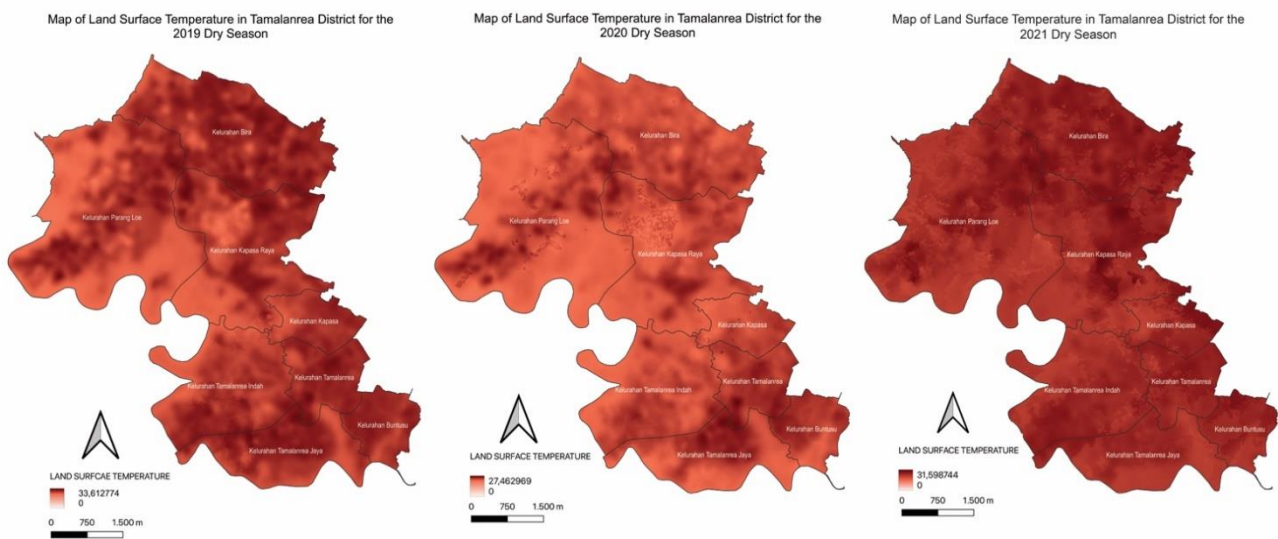 Map of Land Surface Temperature in Tamalanrea District for the
2019 Dry Season
Kelurahan Bira
Kelurahan Parang Loe
Kelurahan Kapasa Raya
Kelurahan Kapasa
Kelurahan Tamalanrea
Kelurahan Tamalanrea Indah
Kelurahan Buntusu
Kelurahan Tamalanrea Jaya
LAND SURFCAE TEMPERATURE
33,612774
0
0 750 1.500 m
Map of Land Surface Temperature in Tamalanrea District for the
2020 Dry Season
Kelurahan Bira
Kelurahan Parang Loe
Kelurahan Kapasa Raya
Kelurahan Kapasa
Kelurahan Tamalanrea
Kelurahan Tamalanrea Indah
Kelurahan Buntusu
Kelurahan Tamalanrea Jaya
LAND SURFACE TEMPERATURE
27,462969
0
0 750 1.500 m
Map of Land Surface Temperature in Tamalanrea District for the
2021 Dry Season
Kelurahan Bira
Kelurahan Parang Loe
Kelurahan Kapasa Raya
Kelurahan Kapasa
Kelurahan Tamalanrea
Kelurahan Tamalanrea Indah
Kelurahan Buntusu
Kelurahan Tamalanrea Jaya
LAND SURFACE TEMPERATURE
31,598744
0
0 750 1.500 m